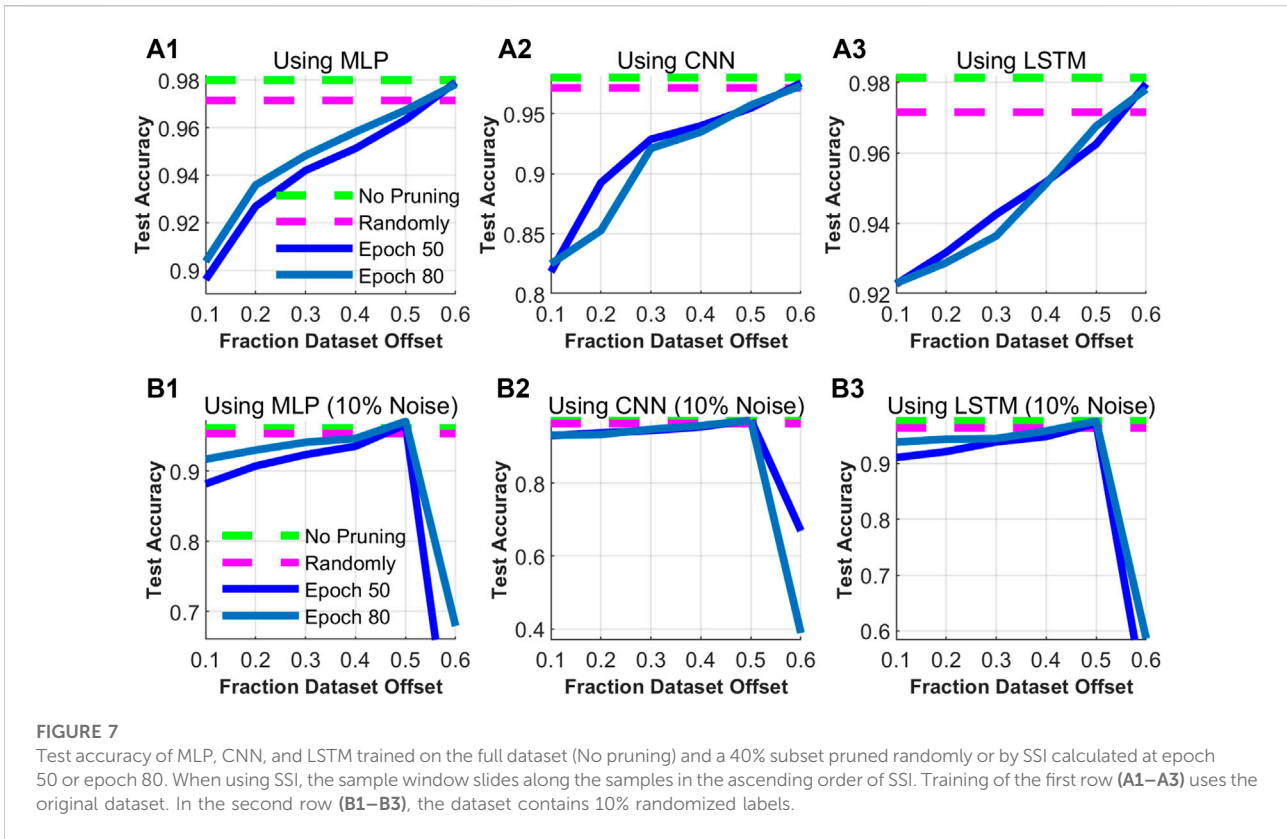 A1
Using MLP
A2
Using CNN
A3
Using LSTM
Test Accuracy
0.98
0.96
0.94
0.92
0.9
No Pruning
Randomly
Epoch 50
Epoch 80
0.1 0.2 0.3 0.4 0.5 0.6
Fraction Dataset Offset
Test Accuracy
0.95
0.9
0.85
0.8
0.1 0.2 0.3 0.4 0.5 0.6
Fraction Dataset Offset
Test Accuracy
0.98
0.96
0.94
0.92
0.1 0.2 0.3 0.4 0.5 0.6
Fraction Dataset Offset
B1
Using MLP (10% Noise)
B2
Using CNN (10% Noise)
B3
Using LSTM (10% Noise)
Test Accuracy
0.9
0.8
0.7
No Pruning
Randomly
Epoch 50
Epoch 80
0.1 0.2 0.3 0.4 0.5 0.6
Fraction Dataset Offset
Test Accuracy
0.8
0.6
0.4
0.1 0.2 0.3 0.4 0.5 0.6
Fraction Dataset Offset
Test Accuracy
0.9
0.8
0.7
0.6
0.1 0.2 0.3 0.4 0.5 0.6
Fraction Dataset Offset
FIGURE 7
Test accuracy of MLP, CNN, and LSTM trained on the full dataset (No pruning) and a 40% subset pruned randomly or by SSI calculated at epoch
50 or epoch 80. When using SSI, the sample window slides along the samples in the ascending order of SSI. Training of the first row (A1–A3) uses the
original dataset. In the second row (B1–B3), the dataset contains 10% randomized labels.